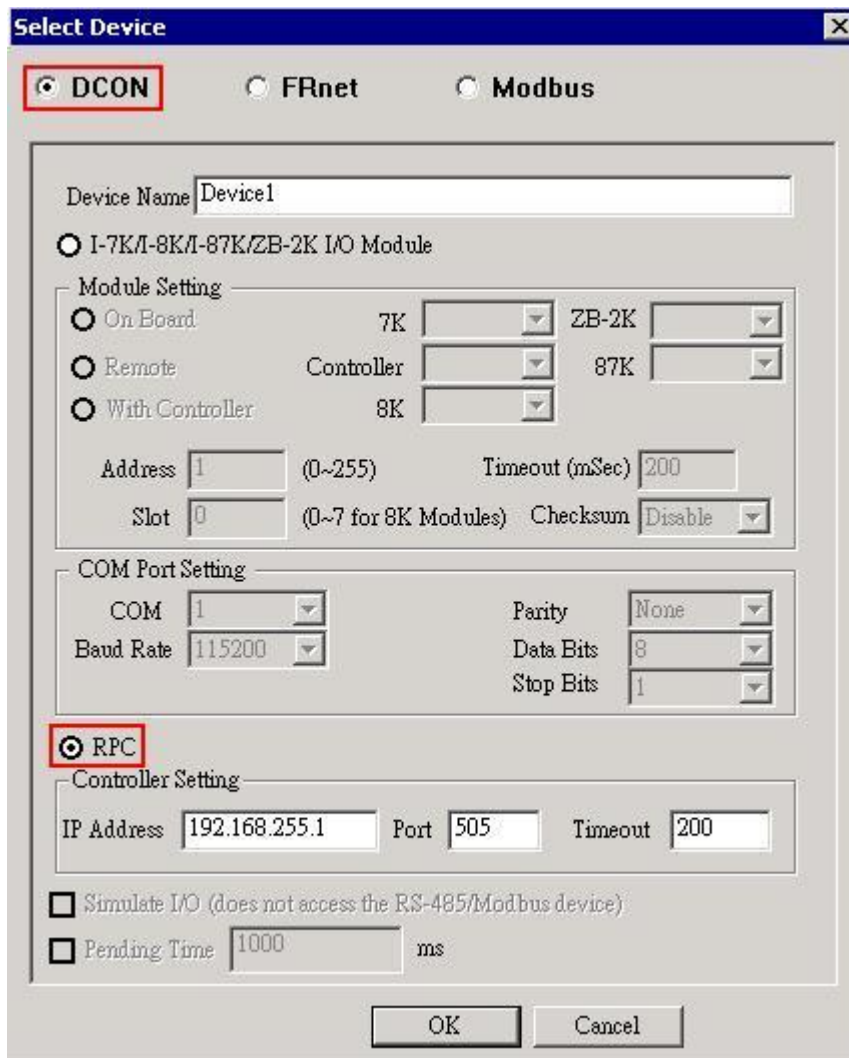 Select Device
DCON FRnet Modbus
Device Name Device1
I-7K/I-8K/I-87K/ZB-2K I/O Module
Module Setting
On Board 7K ZB-2K
Remote Controller 87K
With Controller 8K
Address 1 (0~255) Timeout (mSec) 200
Slot 0 (0~7 for 8K Modules) Checksum Disable
COM Port Setting
COM 1 Parity None
Baud Rate 115200 Data Bits 8
Stop Bits 1
RPC
Controller Setting
IP Address 192.168.255.1 Port 505 Timeout 200
Simulate I/O (does not access the RS-485/Modbus device)
Pending Time 1000 ms
OK Cancel